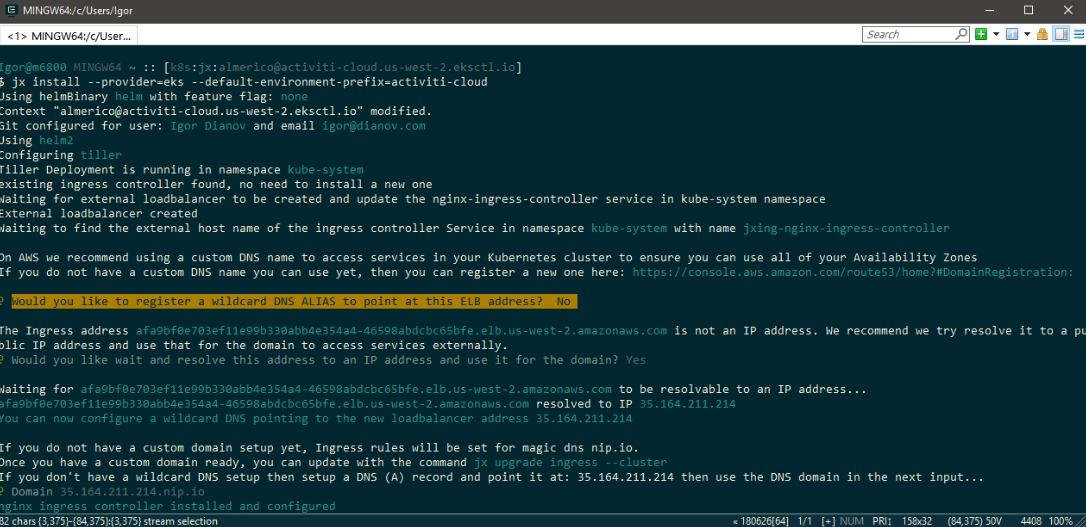 MINGW64:/c/Users/Igor
<1> MINGW64:/c/User...
Search
Igor@m6800 MINGW64 ~ :: [k8s:jx:almerico@activiti-cloud.us-west-2.eksctl.io]
$ jx install --provider=eks --default-environment-prefix=activiti-cloud
Using helmBinary helm with feature flag: none
Context "almerico@activiti-cloud.us-west-2.eksctl.io" modified.
Git configured for user: Igor Dianov and email igor@dianov.com
Using helm2
Configuring tiller
Tiller Deployment is running in namespace kube-system
existing ingress controller found, no need to install a new one
Waiting for external loadbalancer to be created and update the nginx-ingress-controller service in kube-system namespace
External loadbalancer created
Waiting to find the external host name of the ingress controller Service in namespace kube-system with name jxing-nginx-ingress-controller
On AWS we recommend using a custom DNS name to access services in your Kubernetes cluster to ensure you can use all of your Availability Zones
If you do not have a custom DNS name you can use yet, then you can register a new one here: https://console.aws.amazon.com/route53/home?#DomainRegistration:
? Would you like to register a wildcard DNS ALIAS to point at this ELB address? No
The Ingress address afa9bf0e703ef11e99b330abb4e354a4-46598abdcbc65bfe.elb.us-west-2.amazonaws.com is not an IP address. We recommend we try resolve it to a pu
blic IP address and use that for the domain to access services externally.
? Would you like wait and resolve this address to an IP address and use it for the domain? Yes
Waiting for afa9bf0e703ef11e99b330abb4e354a4-46598abdcbc65bfe.elb.us-west-2.amazonaws.com to be resolvable to an IP address...
afa9bf0e703ef11e99b330abb4e354a4-46598abdcbc65bfe.elb.us-west-2.amazonaws.com resolved to IP 35.164.211.214
You can now configure a wildcard DNS pointing to the new loadbalancer address 35.164.211.214
If you do not have a custom domain setup yet, Ingress rules will be set for magic dns nip.io.
Once you have a custom domain ready, you can update with the command jx upgrade ingress --cluster
If you don't have a wildcard DNS setup then setup a DNS (A) record and point it at: 35.164.211.214 then use the DNS domain in the next input...
? Domain 35.164.211.214.nip.io
nginx ingress controller installed and configured
82 chars {3,375}-{84,375}:{3,375} stream selection
« 180626[64] 1/1 [+] NUM PRI↕ 158x32 (84,375) 50V 4408 100%